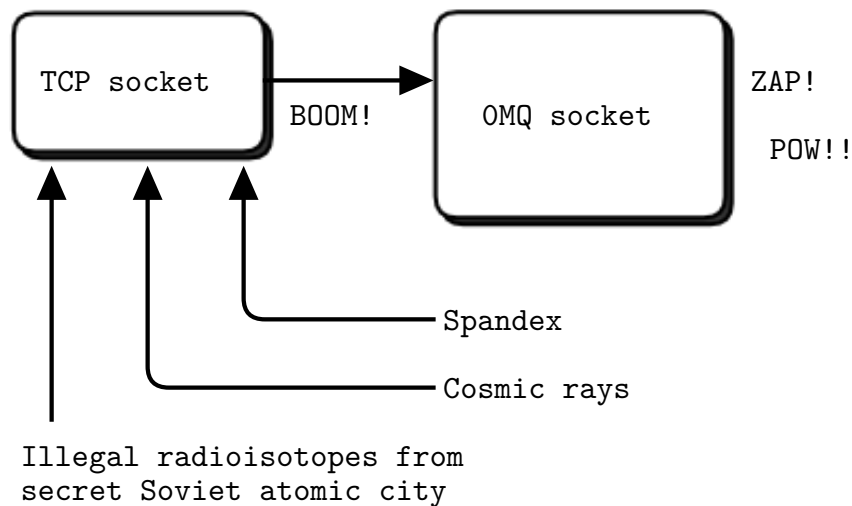 TCP socket
BOOM!
0MQ socket
ZAP!
POW!!
Spandex
Cosmic rays
Illegal radioisotopes from
secret Soviet atomic city